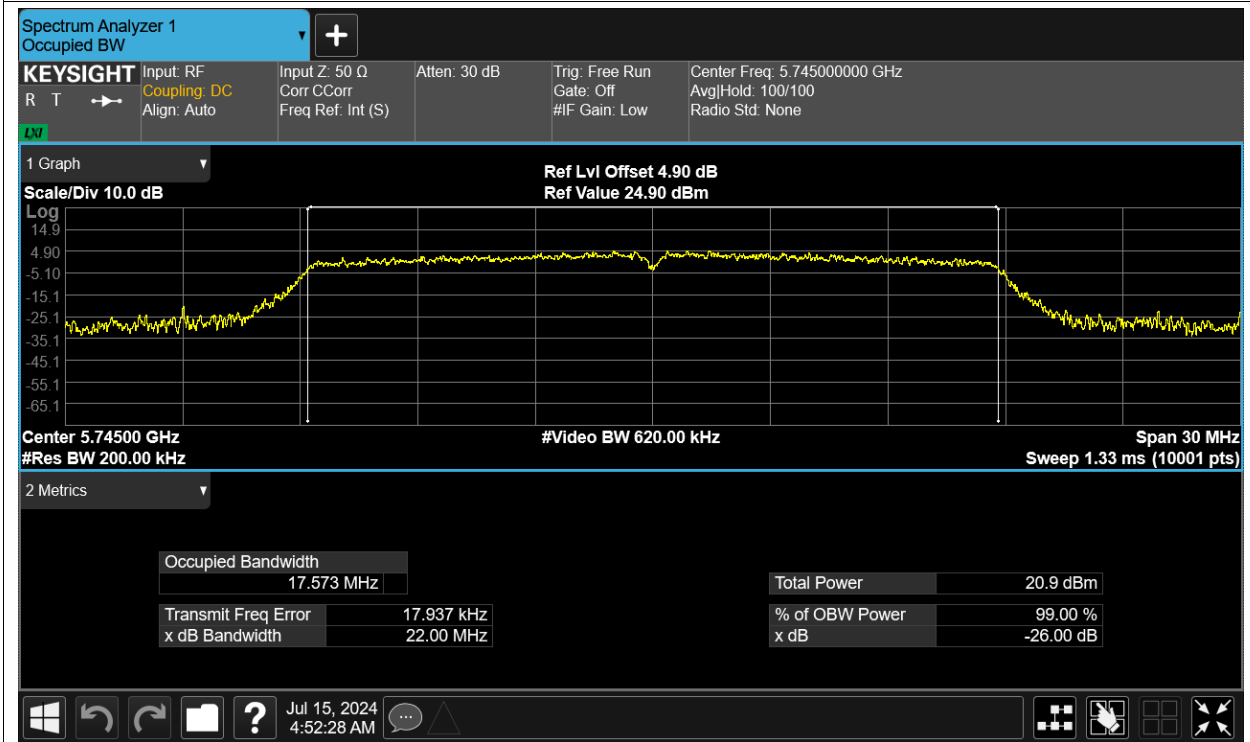 Spectrum Analyzer 1
Occupied BW
KEYSIGHT
R T
LXI
Input: RF
Coupling: DC
Align: Auto
Input Z: 50 Ω
Corr CCorr
Freq Ref: Int (S)
Atten: 30 dB
Trig: Free Run
Gate: Off
#IF Gain: Low
Center Freq: 5.745000000 GHz
Avg|Hold: 100/100
Radio Std: None
1 Graph
Scale/Div 10.0 dB
Ref Lvl Offset 4.90 dB
Ref Value 24.90 dBm
Log
14.9
4.90
-5.10
-15.1
-25.1
-35.1
-45.1
-55.1
-65.1
Center 5.74500 GHz
#Res BW 200.00 kHz
#Video BW 620.00 kHz
Span 30 MHz
Sweep 1.33 ms (10001 pts)
2 Metrics
Occupied Bandwidth
17.573 MHz
Transmit Freq Error 17.937 kHz
x dB Bandwidth 22.00 MHz
Total Power 20.9 dBm
% of OBW Power 99.00 %
x dB -26.00 dB
?
Jul 15, 2024
4:52:28 AM